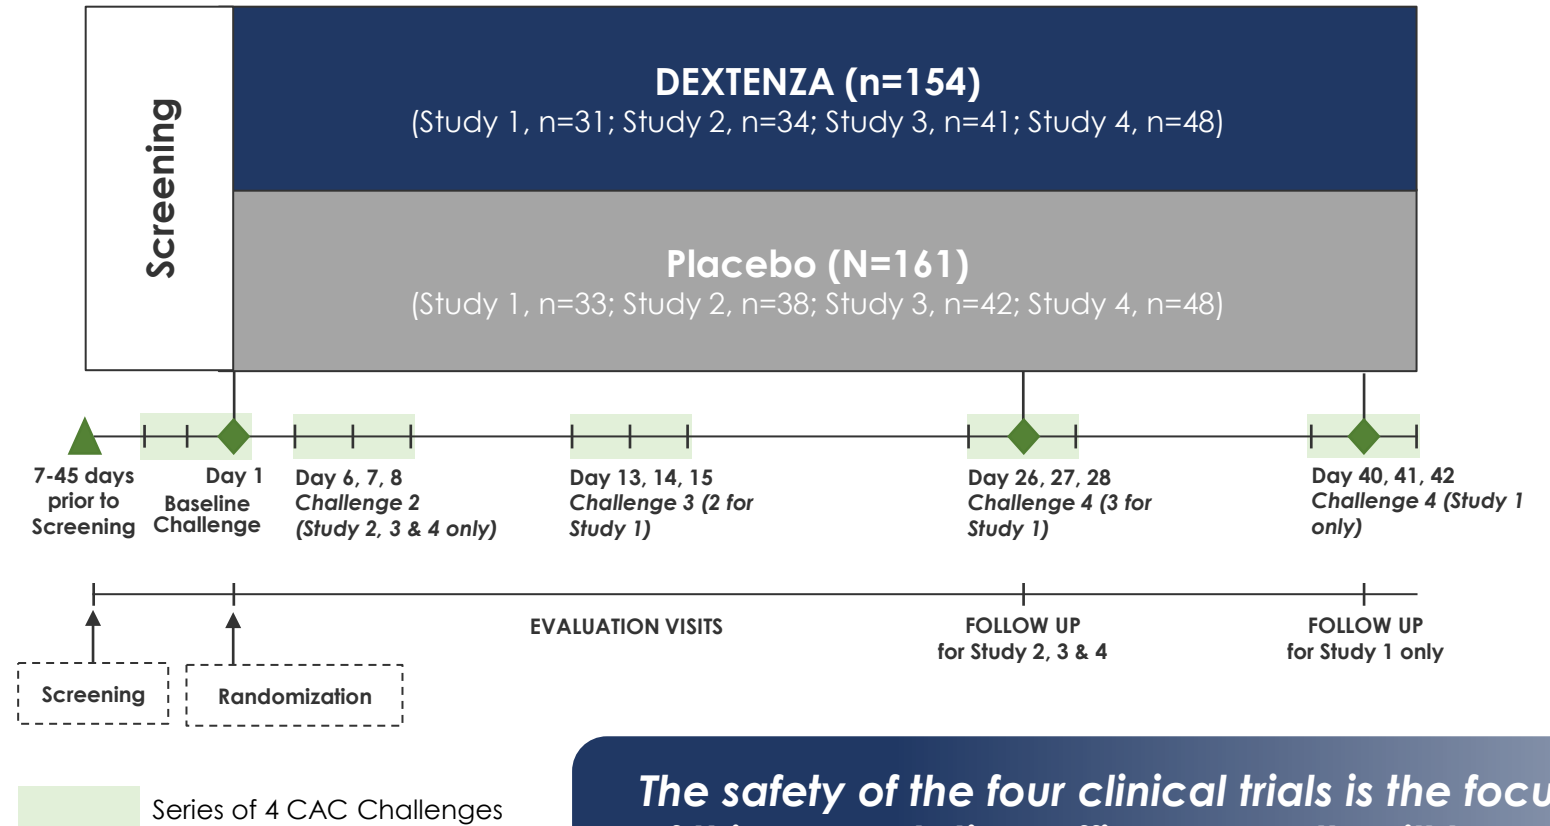 Screening
DEXTENZA (n=154)
(Study 1, n=31; Study 2, n=34; Study 3, n=41; Study 4, n=48)
Placebo (N=161)
(Study 1, n=33; Study 2, n=38; Study 3, n=42; Study 4, n=48)
7-45 days
prior to
Screening
Day 1
Baseline
Challenge
Day 6, 7, 8
Challenge 2
(Study 2, 3 & 4 only)
Day 13, 14, 15
Challenge 3 (2 for
Study 1)
Day 26, 27, 28
Challenge 4 (3 for
Study 1)
Day 40, 41, 42
Challenge 4 (Study 1
only)
EVALUATION VISITS
FOLLOW UP
for Study 2, 3 & 4
FOLLOW UP
for Study 1 only
Screening
Randomization
Series of 4 CAC Challenges
The safety of the four clinical trials is the focu